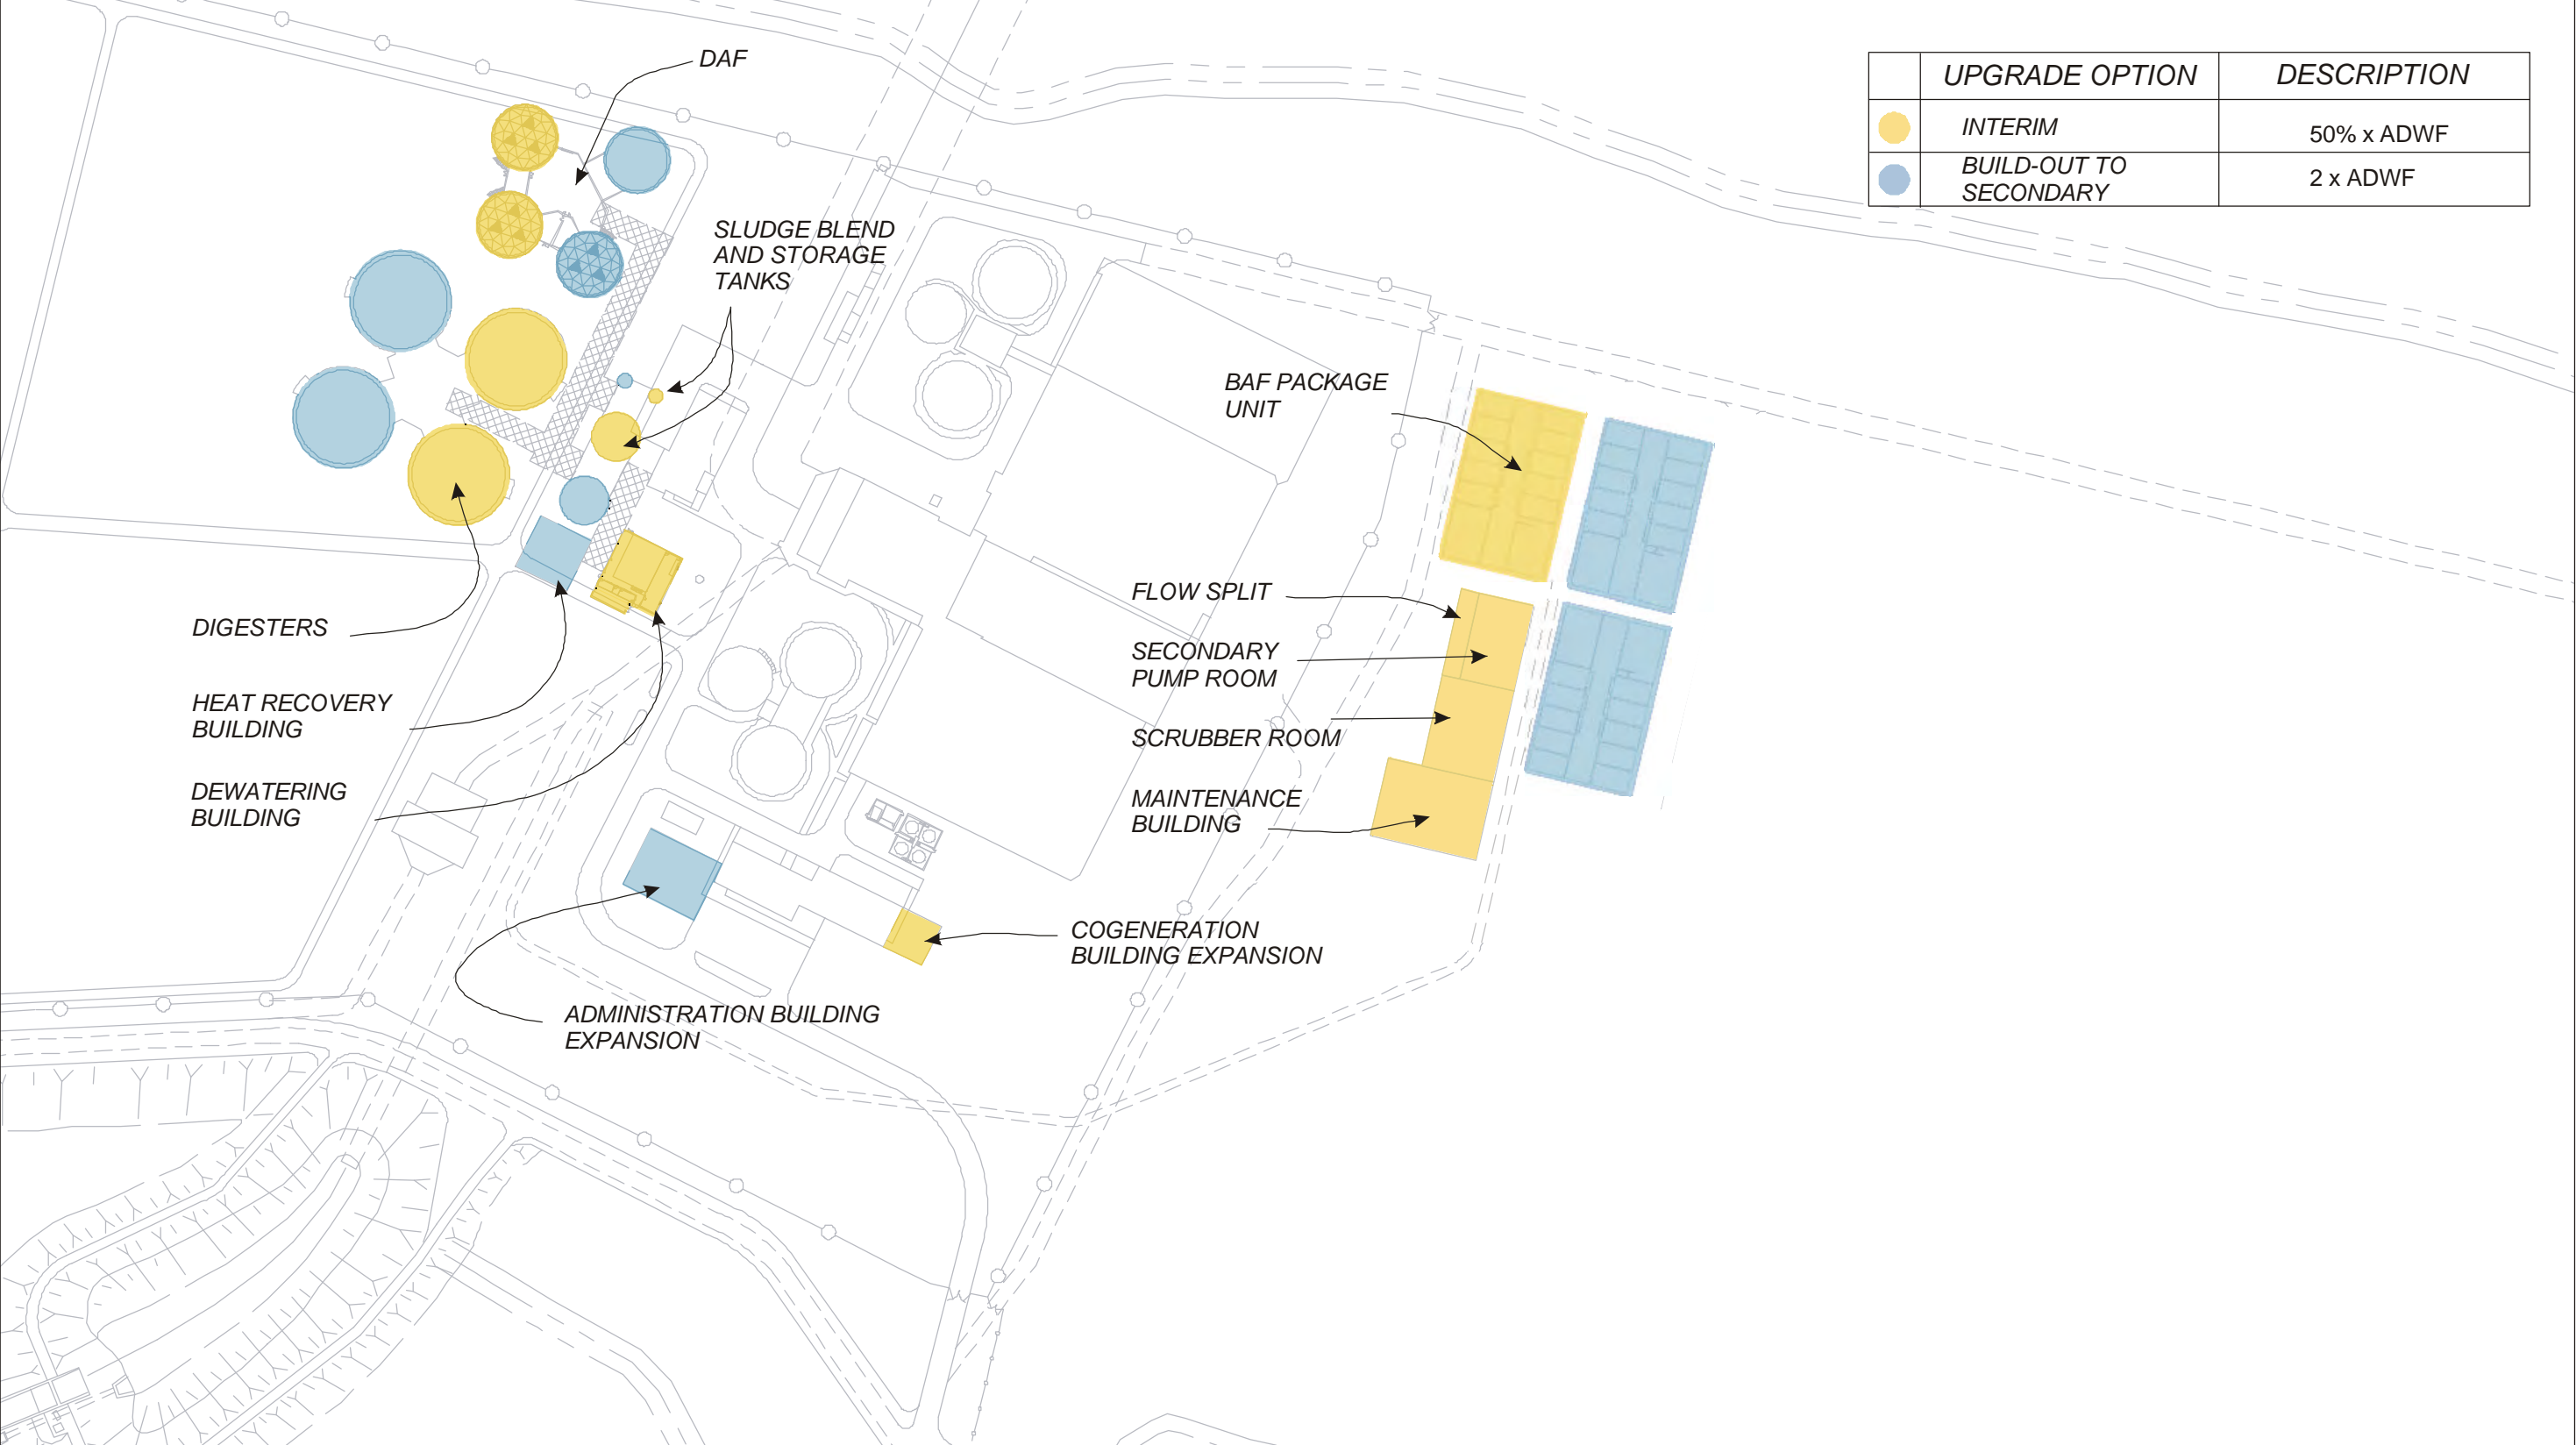 DAF
UPGRADE OPTION
DESCRIPTION
INTERIM
50% x ADWF
BUILD-OUT TO
SECONDARY
2 x ADWF
SLUDGE BLEND
AND STORAGE
TANKS
BAF PACKAGE
UNIT
FLOW SPLIT
SECONDARY
PUMP ROOM
SCRUBBER ROOM
MAINTENANCE
BUILDING
DIGESTERS
HEAT RECOVERY
BUILDING
DEWATERING
BUILDING
COGENERATION
BUILDING EXPANSION
ADMINISTRATION BUILDING
EXPANSION